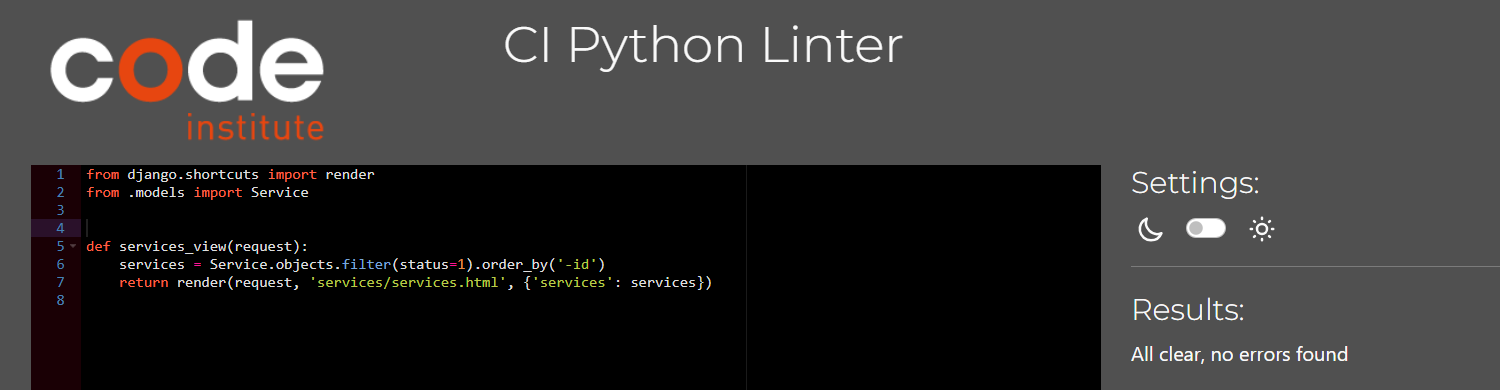 code
institute
CI Python Linter
1 from django.shortcuts import render
2 from .models import Service
3
4
5 def services_view(request):
6     services = Service.objects.filter(status=1).order_by('-id')
7     return render(request, 'services/services.html', {'services': services})
8
Settings:
Results:
All clear, no errors found